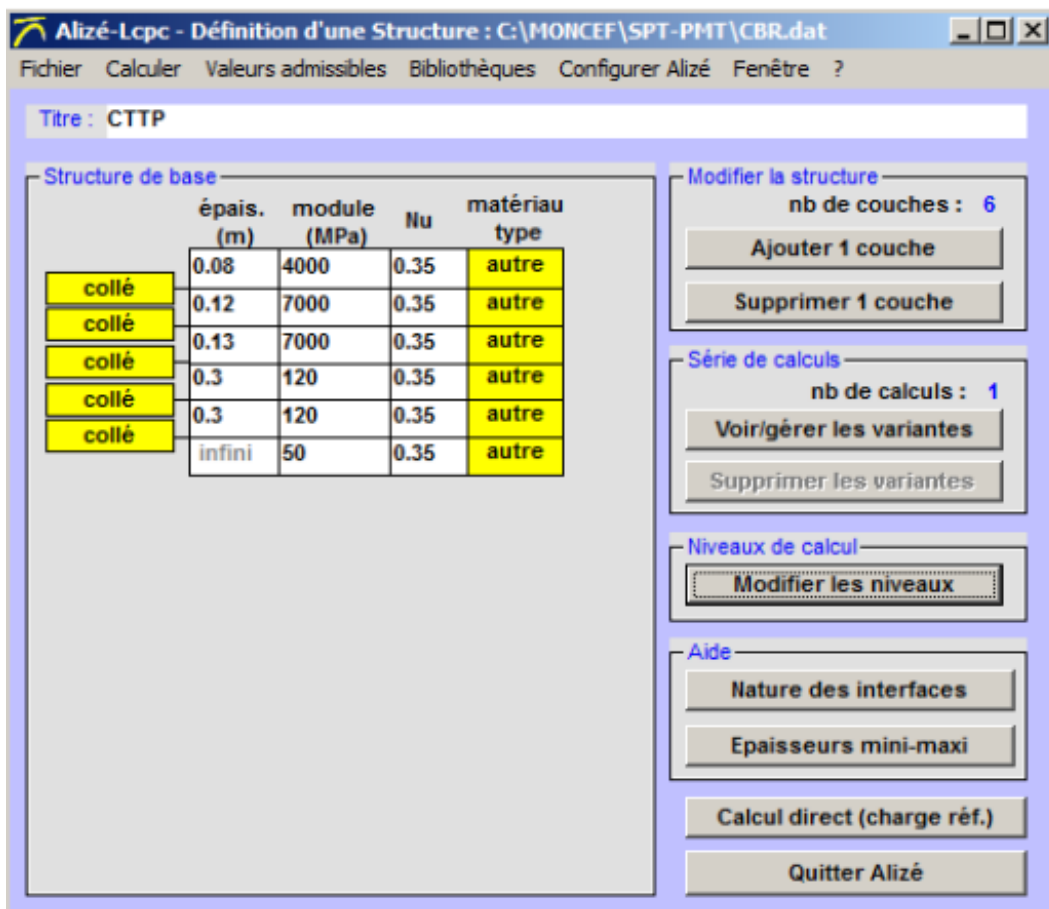 Alizé-Lcpc - Définition d'une Structure : C:\MONCEF\SPT-PMT\CBR.dat
Fichier Calculer Valeurs admissibles Bibliothèques Configurer Alizé Fenêtre ?
Titre : CTTP
Structure de base
épais. (m) module (MPa) Nu matériau type
0.08 4000 0.35 autre
collé
0.12 7000 0.35 autre
collé
0.13 7000 0.35 autre
collé
0.3 120 0.35 autre
collé
0.3 120 0.35 autre
collé
infini 50 0.35 autre
Modifier la structure
nb de couches : 6
Ajouter 1 couche
Supprimer 1 couche
Série de calculs
nb de calculs : 1
Voir/gérer les variantes
Supprimer les variantes
Niveaux de calcul
Modifier les niveaux
Aide
Nature des interfaces
Epaisseurs mini-maxi
Calcul direct (charge réf.)
Quitter Alizé